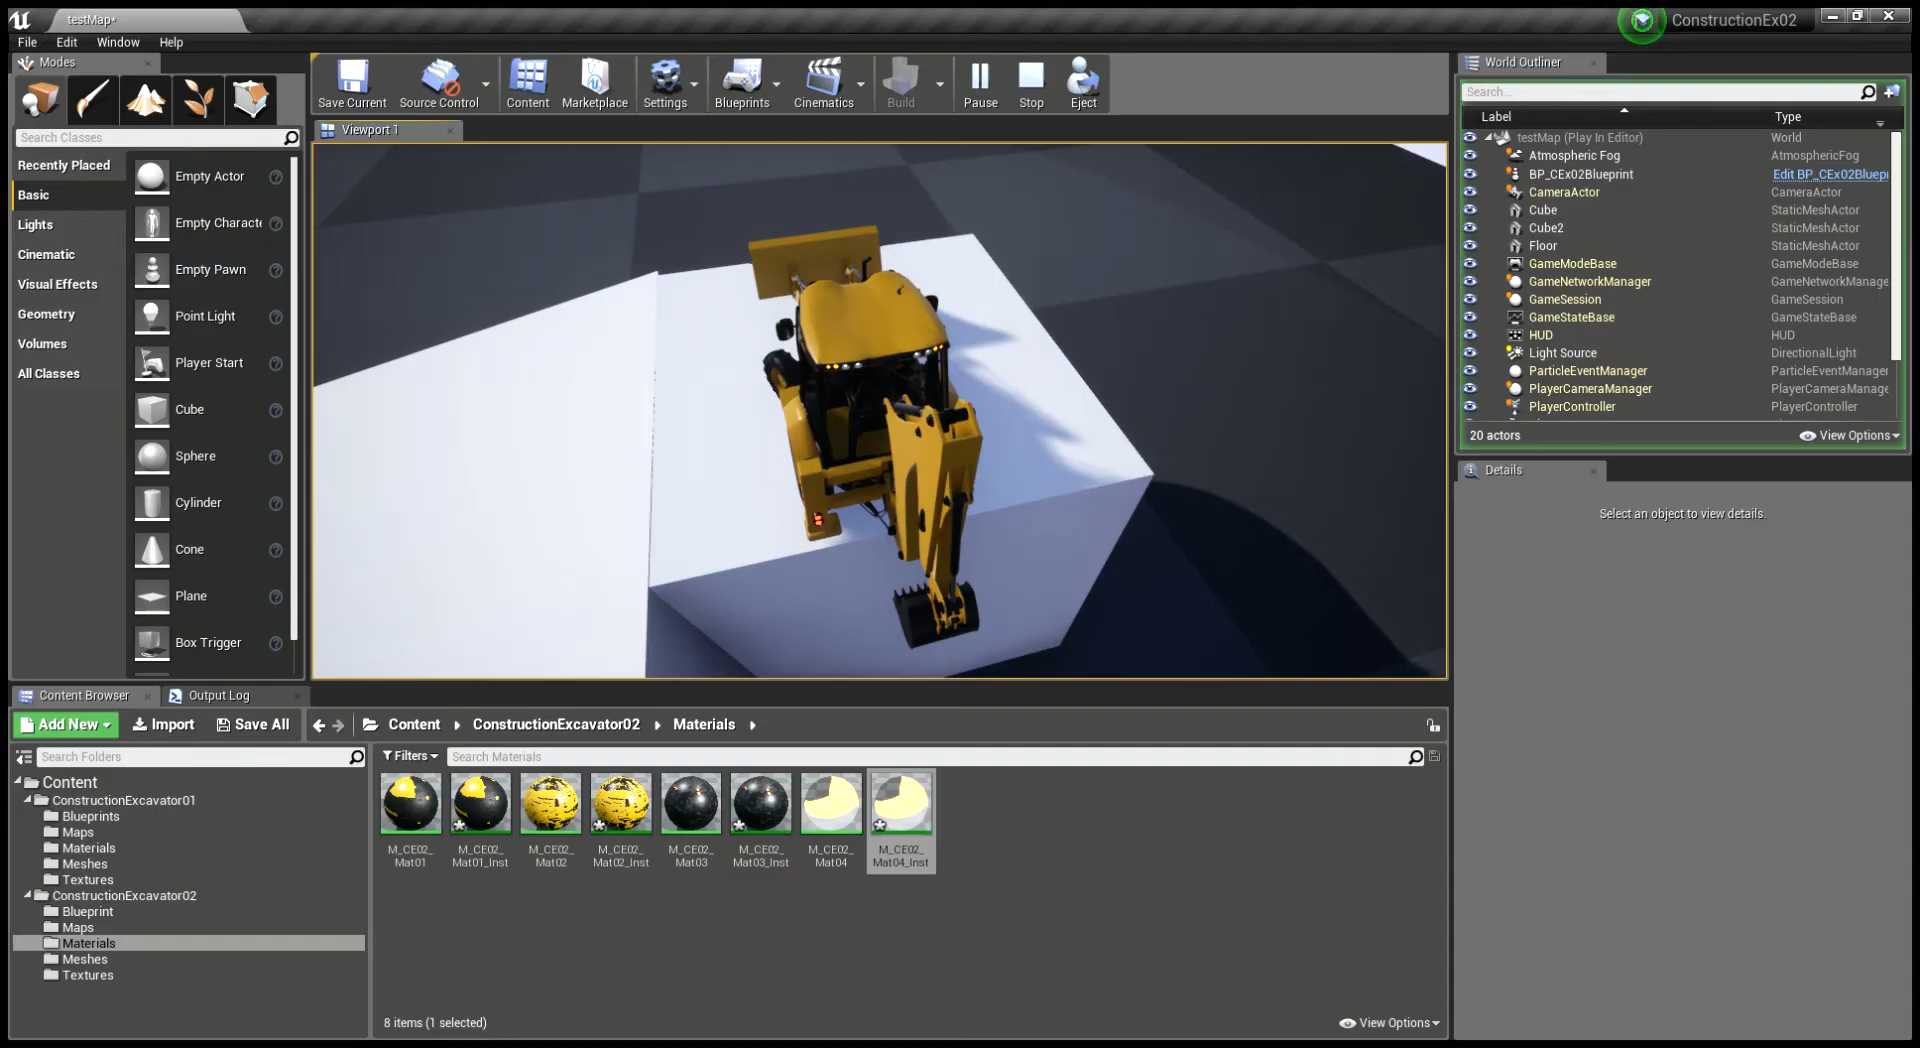 testMap*
ConstructionEx02
File Edit Window Help
Modes
Search Classes
Recently Placed
Basic
Lights
Cinematic
Visual Effects
Geometry
Volumes
All Classes
Empty Actor
Empty Characte
Empty Pawn
Point Light
Player Start
Cube
Sphere
Cylinder
Cone
Plane
Box Trigger
Save Current
Source Control
Content
Marketplace
Settings
Blueprints
Cinematics
Build
Pause
Stop
Eject
Viewport 1
World Outliner
Search...
Label Type
testMap (Play In Editor) World
Atmospheric Fog AtmosphericFog
BP_CEx02Blueprint Edit BP_CEx02Bluepr
CameraActor CameraActor
Cube StaticMeshActor
Cube2 StaticMeshActor
Floor StaticMeshActor
GameModeBase GameModeBase
GameNetworkManager GameNetworkManage
GameSession GameSession
GameStateBase GameStateBase
HUD HUD
Light Source DirectionalLight
ParticleEventManager ParticleEventManager
PlayerCameraManager PlayerCameraManage
PlayerController PlayerController
20 actors View Options
Details
Select an object to view details.
Content Browser Output Log
Add New Import Save All Content ConstructionExcavator02 Materials
Search Folders
Filters Search Materials
Content
ConstructionExcavator01
Blueprints
Maps
Materials
Meshes
Textures
ConstructionExcavator02
Blueprint
Maps
Materials
Meshes
Textures
M_CE02_
Mat01
M_CE02_
Mat01_Inst
M_CE02_
Mat02
M_CE02_
Mat02_Inst
M_CE02_
Mat03
M_CE02_
Mat03_Inst
M_CE02_
Mat04
M_CE02_
Mat04_Inst
8 items (1 selected) View Options